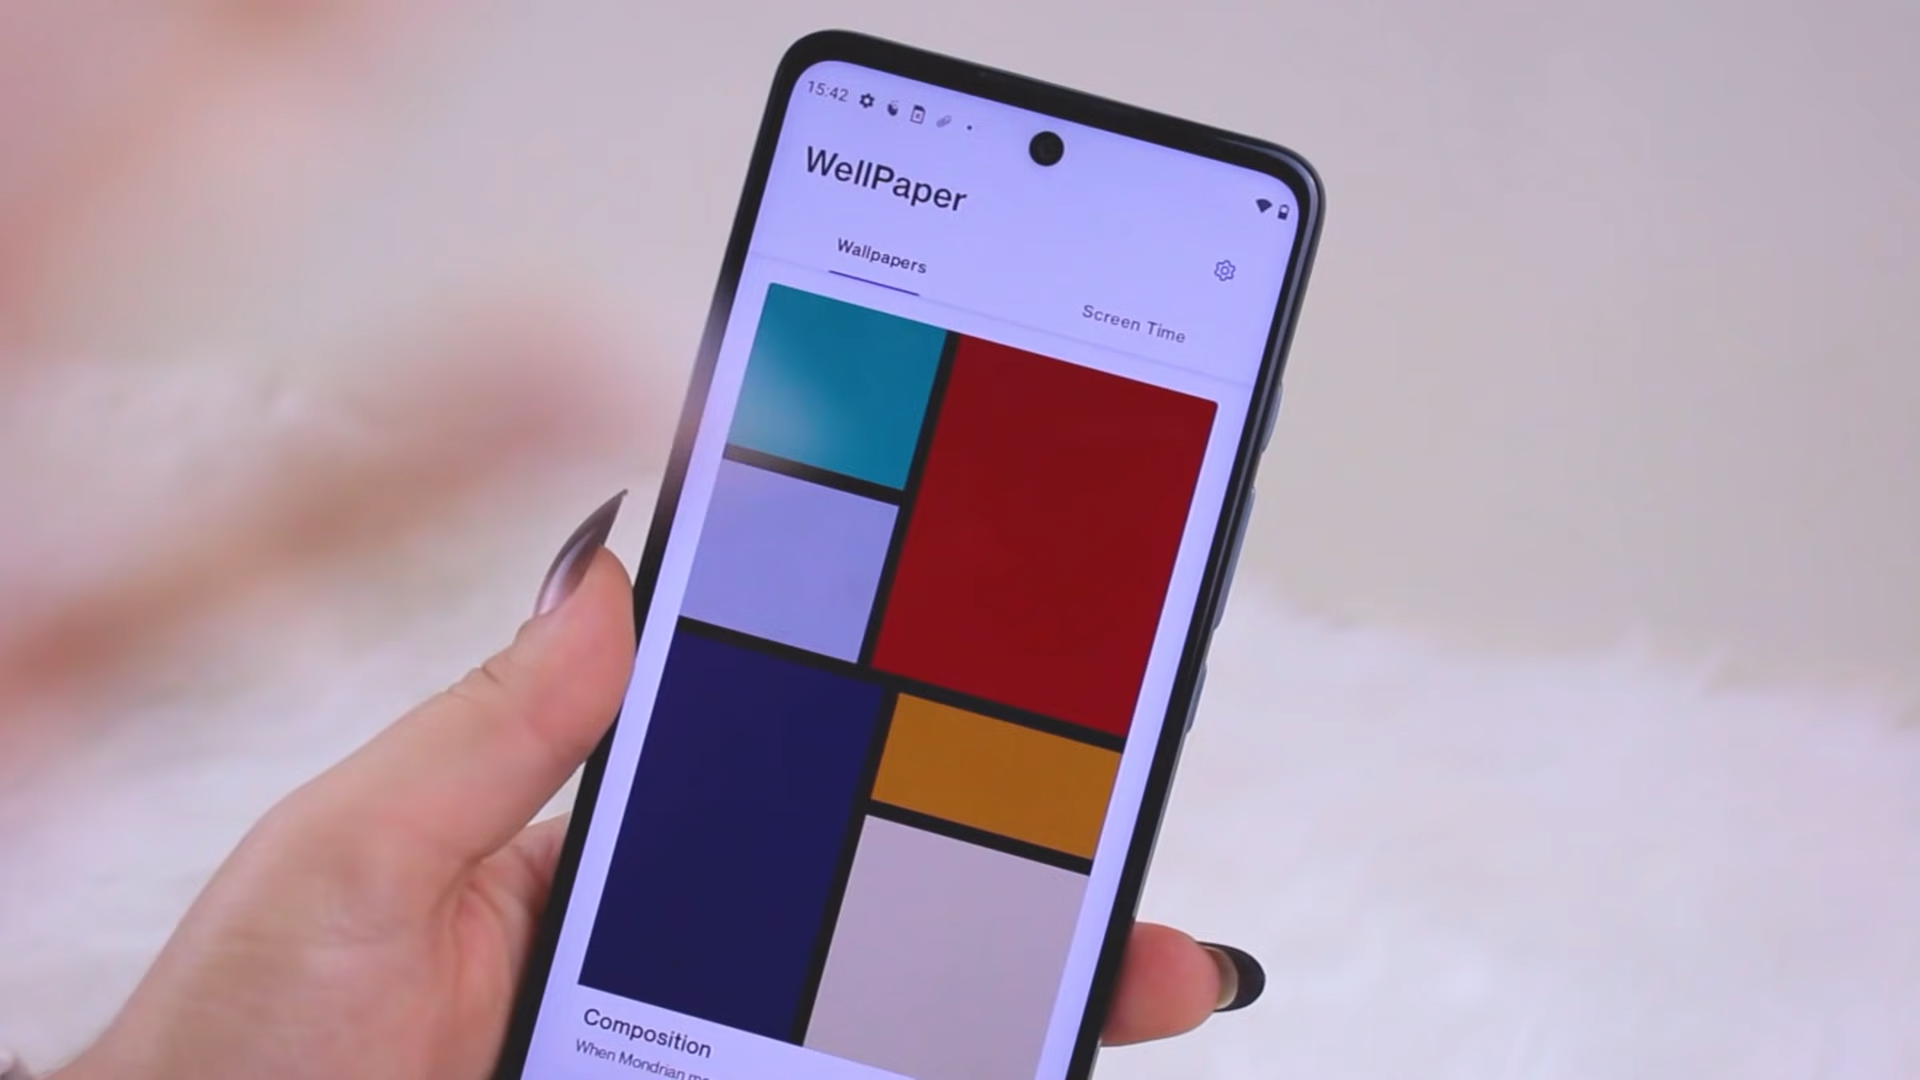 15:42
WellPaper
Wallpapers
Screen Time
Composition
When Mondrian